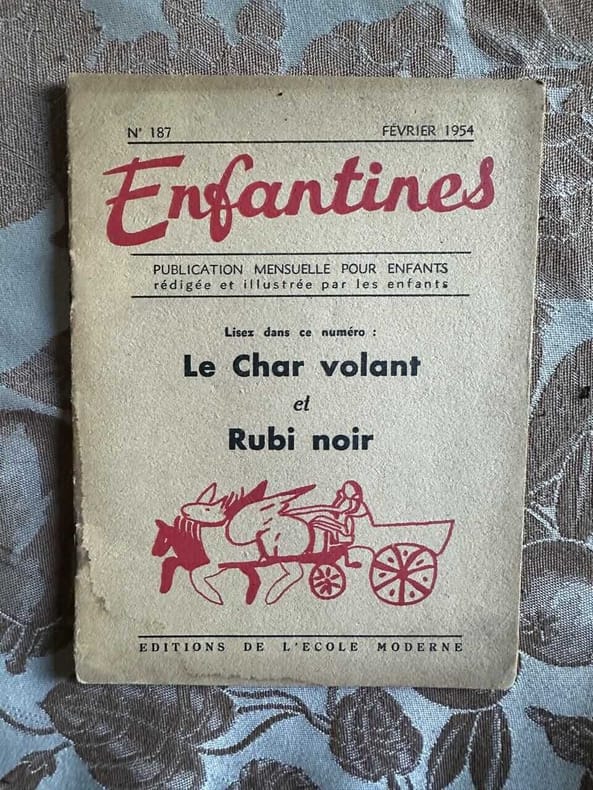 N° 187 FÉVRIER 1954
Enfantines
PUBLICATION MENSUELLE POUR ENFANTS
rédigée et illustrée par les enfants
Lisez dans ce numéro :
Le Char volant
et
Rubi noir
EDITIONS DE L'ECOLE MODERNE